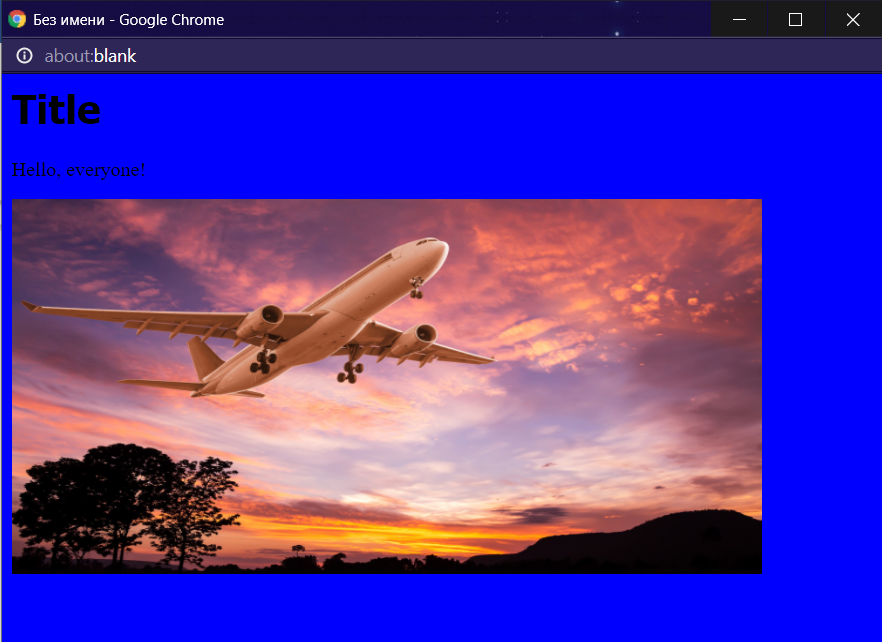 Без имени - Google Chrome
about:blank
Title
Hello, everyone!